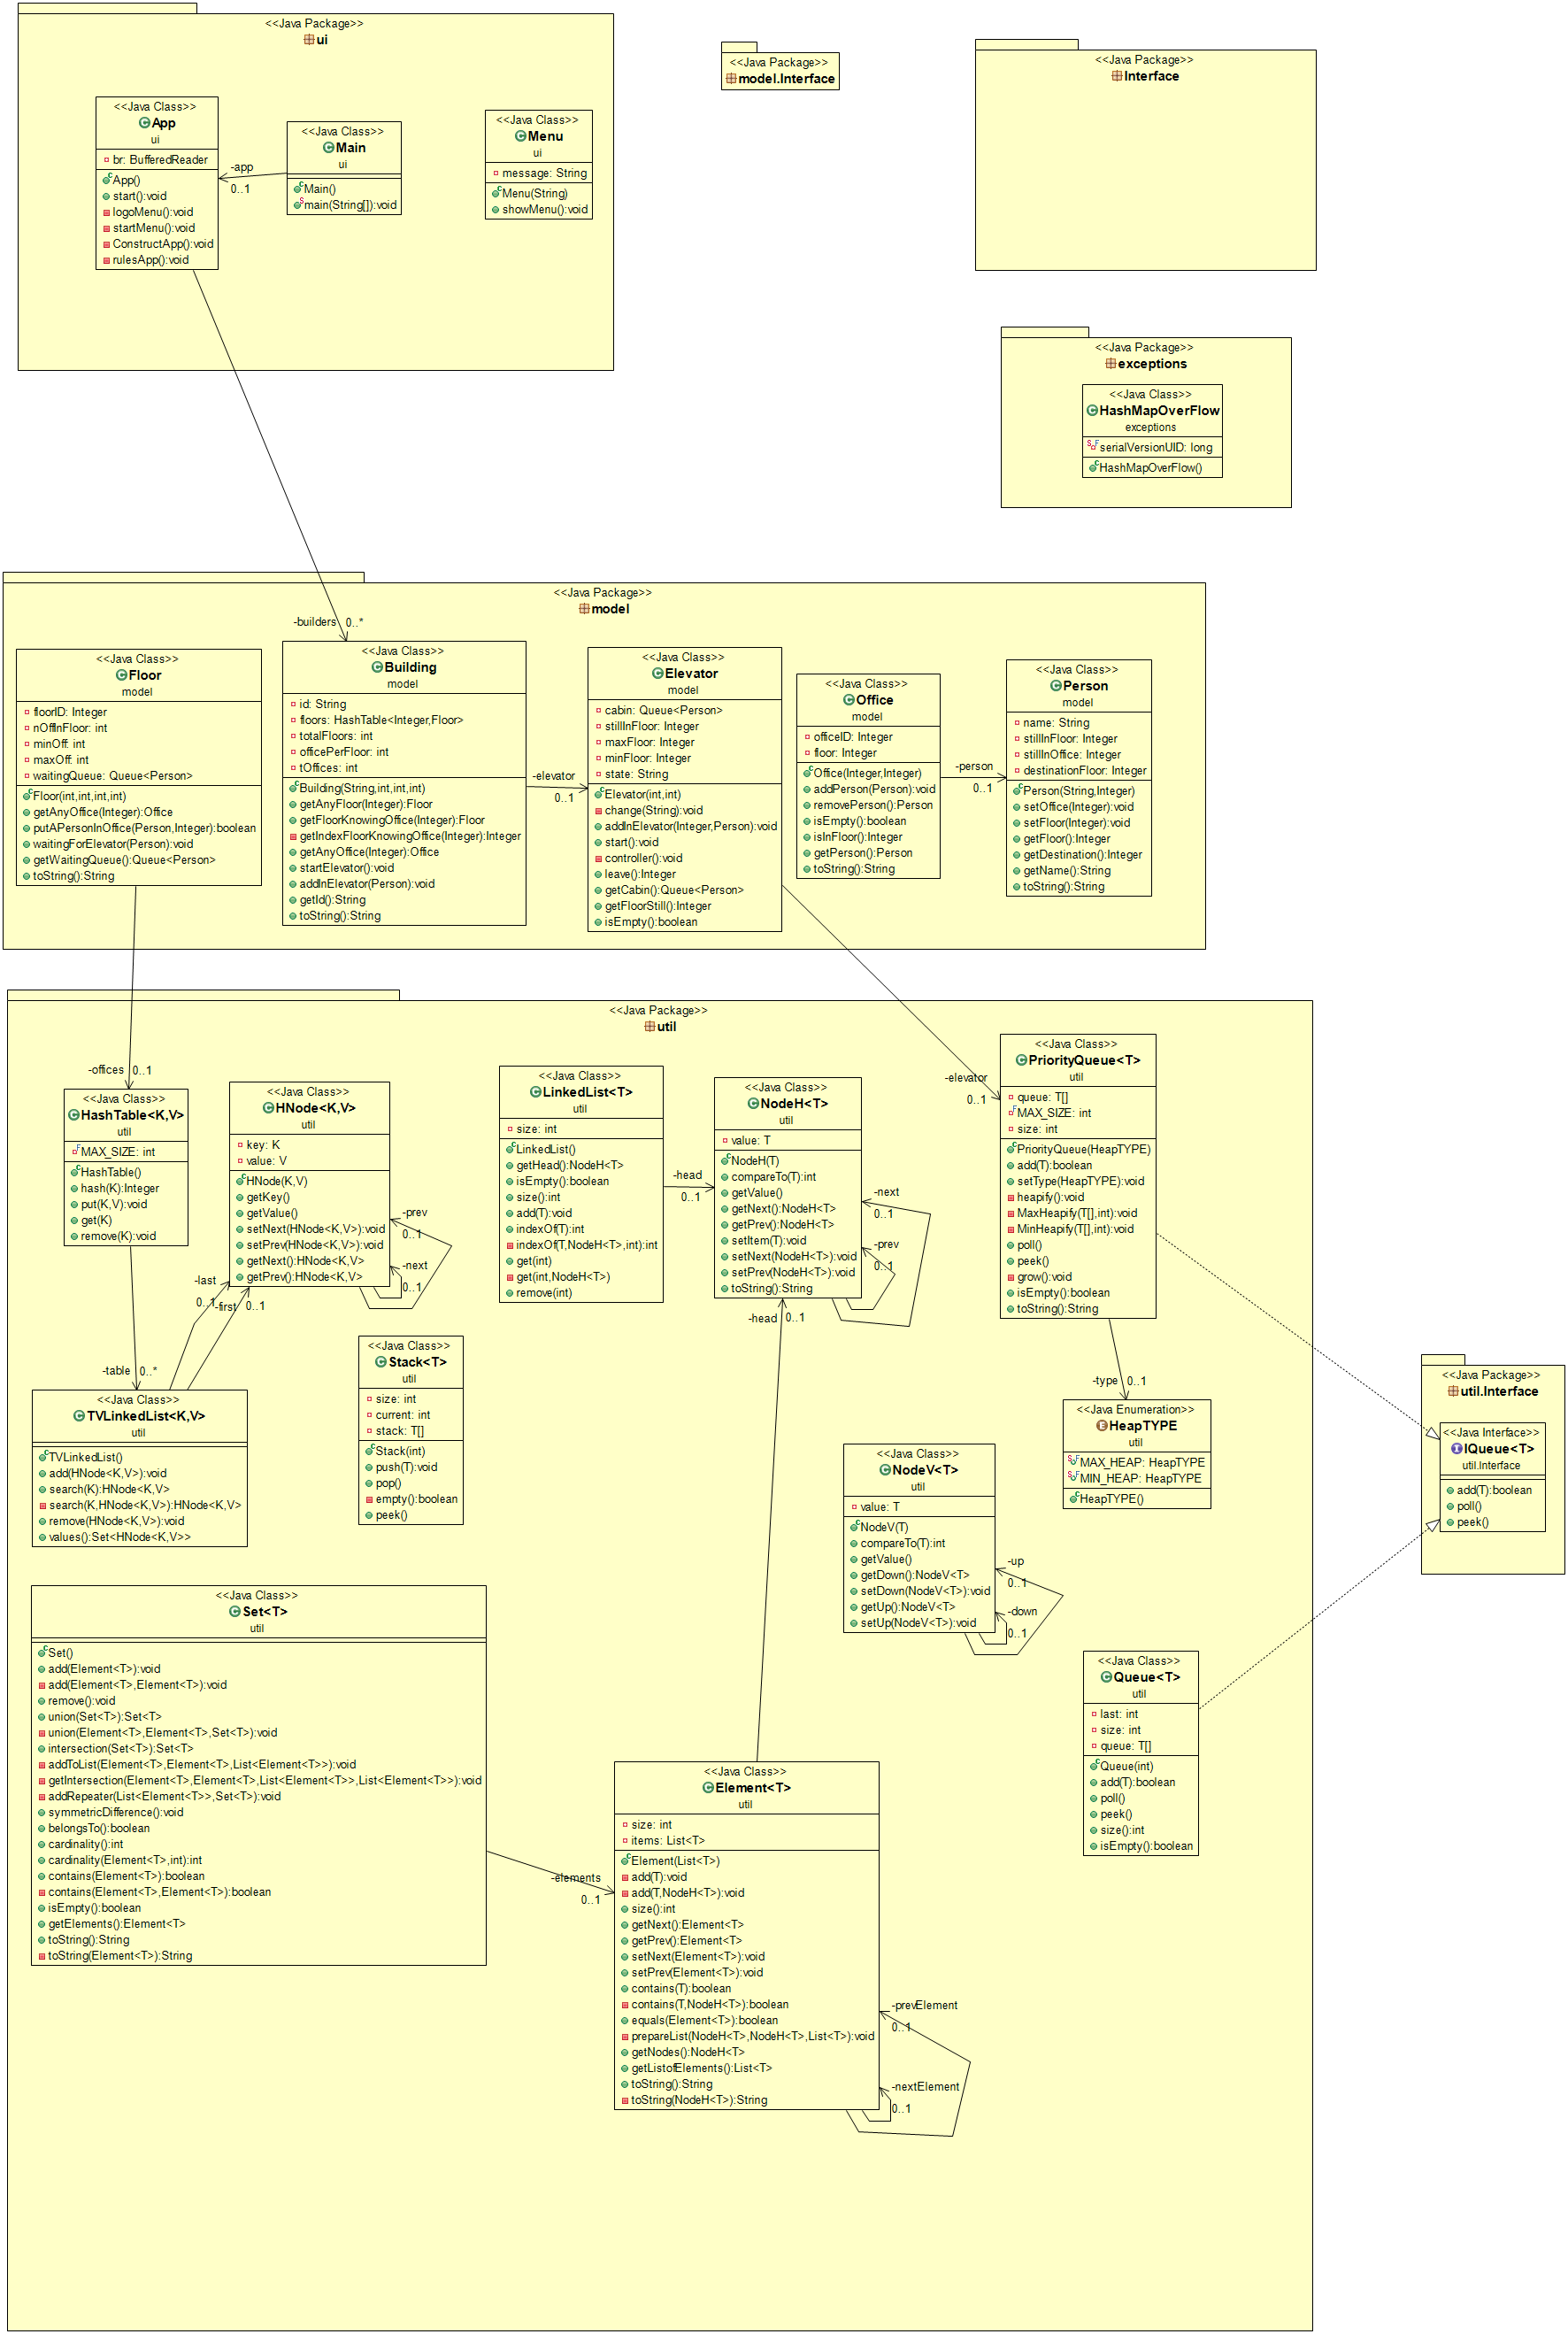 <<Java Package>>
ui
<<Java Class>>
App
ui
br: BufferedReader
App()
start():void
logoMenu():void
startMenu():void
ConstructApp():void
rulesApp():void
-app
0..1
<<Java Class>>
Main
ui
Main()
main(String[]):void
<<Java Class>>
Menu
ui
message: String
Menu(String)
showMenu():void
<<Java Package>>
model.Interface
<<Java Package>>
Interface
<<Java Package>>
exceptions
<<Java Class>>
HashMapOverFlow
exceptions
serialVersionUID: long
HashMapOverFlow()
<<Java Package>>
model
-builders 0..*
<<Java Class>>
Floor
model
floorID: Integer
nOffInFloor: int
minOff: int
maxOff: int
waitingQueue: Queue<Person>
Floor(int,int,int,int)
getAnyOffice(Integer):Office
putAPersonInOffice(Person,Integer):boolean
waitingForElevator(Person):void
getWaitingQueue():Queue<Person>
toString():String
<<Java Class>>
Building
model
id: String
floors: HashTable<Integer,Floor>
totalFloors: int
officePerFloor: int
tOffices: int
Building(String,int,int,int)
getAnyFloor(Integer):Floor
getFloorKnowingOffice(Integer):Floor
getIndexFloorKnowingOffice(Integer):Integer
getAnyOffice(Integer):Office
startElevator():void
addInElevator(Person):void
getId():String
toString():String
-elevator
0..1
<<Java Class>>
Elevator
model
cabin: Queue<Person>
stillInFloor: Integer
maxFloor: Integer
minFloor: Integer
state: String
Elevator(int,int)
change(String):void
addInElevator(Integer,Person):void
start():void
controller():void
leave():Integer
getCabin():Queue<Person>
getFloorStill():Integer
isEmpty():boolean
<<Java Class>>
Office
model
officeID: Integer
floor: Integer
Office(Integer,Integer)
addPerson(Person):void
removePerson():Person
isEmpty():boolean
isInFloor():Integer
getPerson():Person
toString():String
-person
0..1
<<Java Class>>
Person
model
name: String
stillInFloor: Integer
stillInOffice: Integer
destinationFloor: Integer
Person(String,Integer)
setOffice(Integer):void
setFloor(Integer):void
getFloor():Integer
getDestination():Integer
getName():String
toString():String
<<Java Package>>
util
-offices 0..1
<<Java Class>>
HashTable<K,V>
util
MAX_SIZE: int
HashTable()
hash(K):Integer
put(K,V):void
get(K)
remove(K):void
<<Java Class>>
HNode<K,V>
util
key: K
value: V
HNode(K,V)
getKey()
getValue()
setNext(HNode<K,V>):void
setPrev(HNode<K,V>):void
getNext():HNode<K,V>
getPrev():HNode<K,V>
-prev
0..1
-next
0..1
-last
0..1
-first 0..1
<<Java Class>>
LinkedList<T>
util
size: int
LinkedList()
getHead():NodeH<T>
isEmpty():boolean
size():int
add(T):void
indexOf(T):int
indexOf(T,NodeH<T>,int):int
get(int)
get(int,NodeH<T>)
remove(int)
-head
0..1
<<Java Class>>
NodeH<T>
util
value: T
NodeH(T)
compareTo(T):int
getValue()
getNext():NodeH<T>
getPrev():NodeH<T>
setItem(T):void
setNext(NodeH<T>):void
setPrev(NodeH<T>):void
toString():String
-next
0..1
-prev
0..1
-head 0..1
-elevator
0..1
<<Java Class>>
PriorityQueue<T>
util
queue: T[]
MAX_SIZE: int
size: int
PriorityQueue(HeapTYPE)
add(T):boolean
setType(HeapTYPE):void
heapify():void
MaxHeapify(T[],int):void
MinHeapify(T[],int):void
poll()
peek()
grow():void
isEmpty():boolean
toString():String
-type 0..1
<<Java Enumeration>>
HeapTYPE
util
MAX_HEAP: HeapTYPE
MIN_HEAP: HeapTYPE
HeapTYPE()
<<Java Package>>
util.Interface
<<Java Interface>>
IQueue<T>
util.Interface
add(T):boolean
poll()
peek()
-table 0..*
<<Java Class>>
TVLinkedList<K,V>
util
TVLinkedList()
add(HNode<K,V>):void
search(K):HNode<K,V>
search(K,HNode<K,V>):HNode<K,V>
remove(HNode<K,V>):void
values():Set<HNode<K,V>>
<<Java Class>>
Stack<T>
util
size: int
current: int
stack: T[]
Stack(int)
push(T):void
pop()
empty():boolean
peek()
<<Java Class>>
NodeV<T>
util
value: T
NodeV(T)
compareTo(T):int
getValue()
getDown():NodeV<T>
setDown(NodeV<T>):void
getUp():NodeV<T>
setUp(NodeV<T>):void
-up
0..1
-down
0..1
<<Java Class>>
Set<T>
util
Set()
add(Element<T>):void
add(Element<T>,Element<T>):void
remove():void
union(Set<T>):Set<T>
union(Element<T>,Element<T>,Set<T>):void
intersection(Set<T>):Set<T>
addToList(Element<T>,Element<T>,List<Element<T>>):void
getIntersection(Element<T>,Element<T>,List<Element<T>>,List<Element<T>>):void
addRepeater(List<Element<T>>,Set<T>):void
symmetricDifference():void
belongsTo():boolean
cardinality():int
cardinality(Element<T>,int):int
contains(Element<T>):boolean
contains(Element<T>,Element<T>):boolean
isEmpty():boolean
getElements():Element<T>
toString():String
toString(Element<T>):String
-elements
0..1
<<Java Class>>
Queue<T>
util
last: int
size: int
queue: T[]
Queue(int)
add(T):boolean
poll()
peek()
size():int
isEmpty():boolean
<<Java Class>>
Element<T>
util
size: int
items: List<T>
Element(List<T>)
add(T):void
add(T,NodeH<T>):void
size():int
getNext():Element<T>
getPrev():Element<T>
setNext(Element<T>):void
setPrev(Element<T>):void
contains(T):boolean
contains(T,NodeH<T>):boolean
equals(Element<T>):boolean
prepareList(NodeH<T>,NodeH<T>,List<T>):void
getNodes():NodeH<T>
getListofElements():List<T>
toString():String
toString(NodeH<T>):String
-prevElement
0..1
-nextElement
0..1